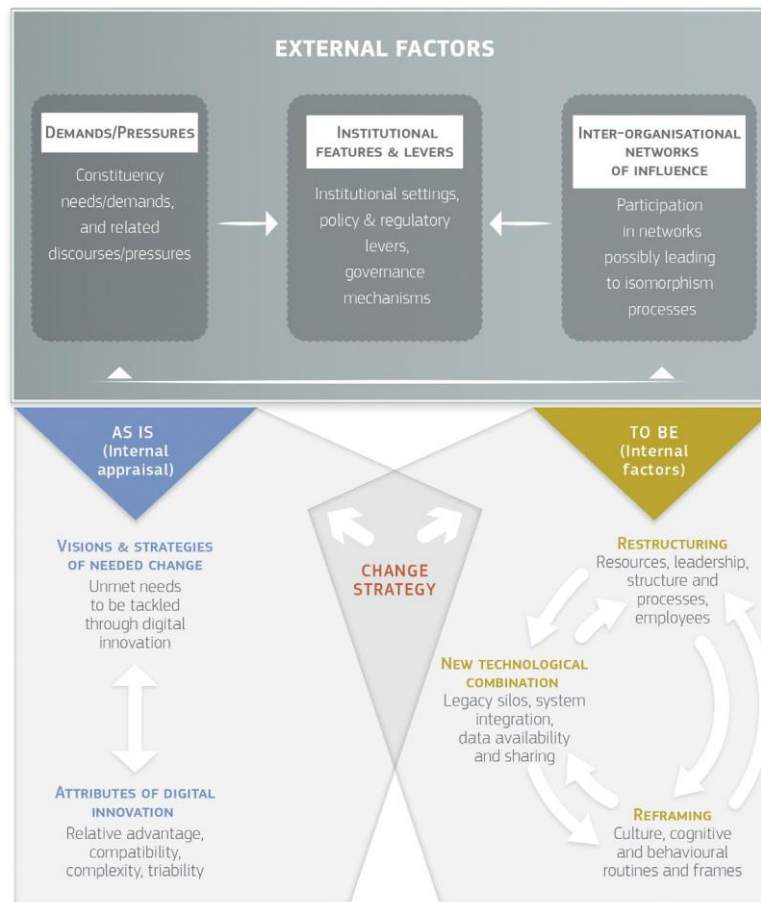 EXTERNAL FACTORS
DEMANDS/PRESSURES
Constituency
needs/demands,
and related
discourses/pressures
INSTITUTIONAL
FEATURES & LEVERS
Institutional settings,
policy & regulatory
levers,
governance
mechanisms
INTER-ORGANISATIONAL
NETWORKS
OF INFLUENCE
Participation
in networks
possibly leading
to isomorphism
processes
AS IS
(Internal
appraisal)
VISIONS & STRATEGIES
OF NEEDED CHANGE
Unmet needs
to be tackled
through digital
innovation
ATTRIBUTES OF DIGITAL
INNOVATION
Relative advantage,
compatibility,
complexity, triability
CHANGE
STRATEGY
TO BE
(Internal
factors)
RESTRUCTURING
Resources, leadership,
structure and
processes,
employees
NEW TECHNOLOGICAL
COMBINATION
Legacy silos, system
integration,
data availability
and sharing
REFRAMING
Culture, cognitive
and behavioural
routines and frames